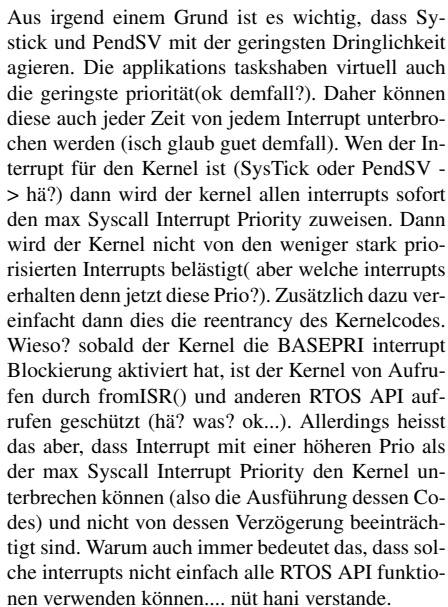 Aus irgend einem Grund ist es wichtig, dass Sy-
stick und PendSV mit der geringsten Dringlichkeit
agieren. Die applikations taskshaben virtuell auch
die geringste priorität(ok demfall?). Daher können
diese auch jeder Zeit von jedem Interrupt unterbro-
chen werden (isch glaub guet demfall). Wen der In-
terrupt für den Kernel ist (SysTick oder PendSV -
> hä?) dann wird der kernel allen interrupts sofort
den max Syscall Interrupt Priority zuweisen. Dann
wird der Kernel nicht von den weniger stark prio-
risierten Interrupts belästigt( aber welche interrupts
erhalten denn jetzt diese Prio?). Zusätzlich dazu ver-
einfacht dann dies die reentrancy des Kernelcodes.
Wieso? sobald der Kernel die BASEPRI interrupt
Blockierung aktiviert hat, ist der Kernel von Aufru-
fen durch fromISR() und anderen RTOS API auf-
rufen geschützt (hä? was? ok...). Allerdings heisst
das aber, dass Interrupt mit einer höheren Prio als
der max Syscall Interrupt Priority den Kernel un-
terbrechen können (also die Ausführung dessen Co-
des) und nicht von dessen Verzögerung beeinträch-
tigt sind. Warum auch immer bedeutet das, dass sol-
che interrupts nicht einfach alle RTOS API funktio-
nen verwenden können.... nüt hani verstande.